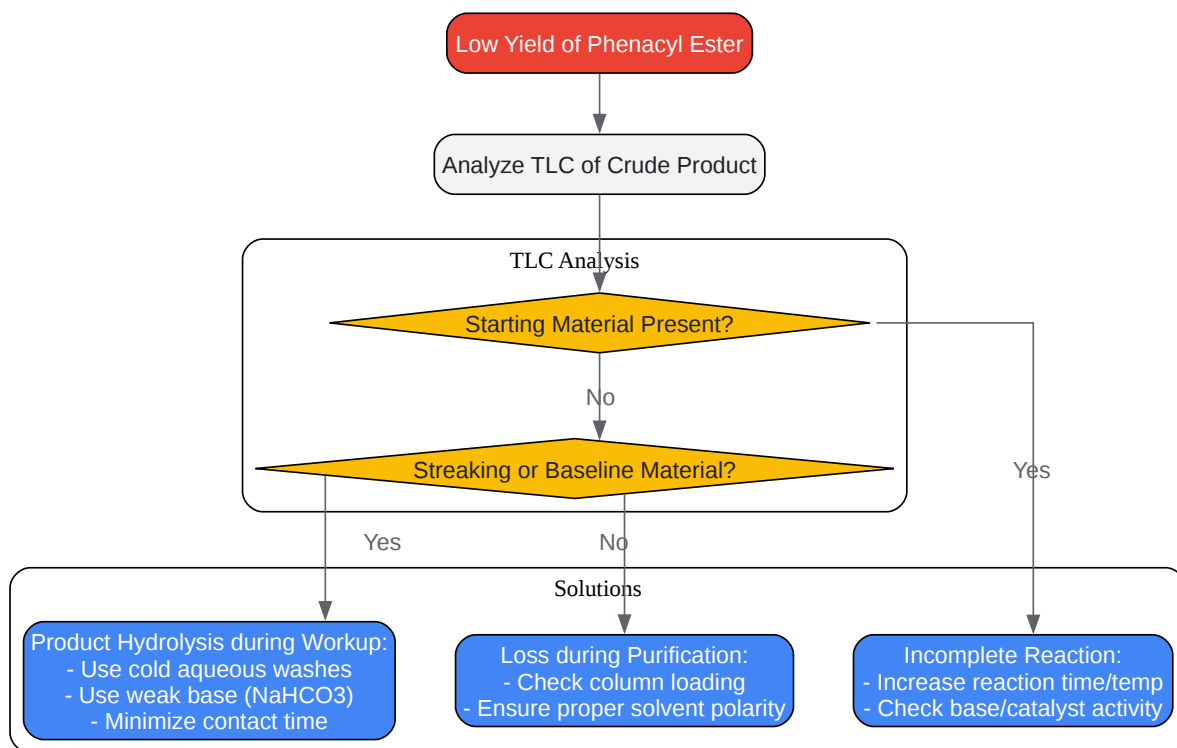 Low Yield of Phenacyl Ester
Analyze TLC of Crude Product
TLC Analysis
Starting Material Present?
No
Streaking or Baseline Material?
Yes
Yes
No
Solutions
Product Hydrolysis during Workup:
- Use cold aqueous washes
- Use weak base (NaHCO3)
- Minimize contact time
Loss during Purification:
- Check column loading
- Ensure proper solvent polarity
Incomplete Reaction:
- Increase reaction time/temp
- Check base/catalyst activity